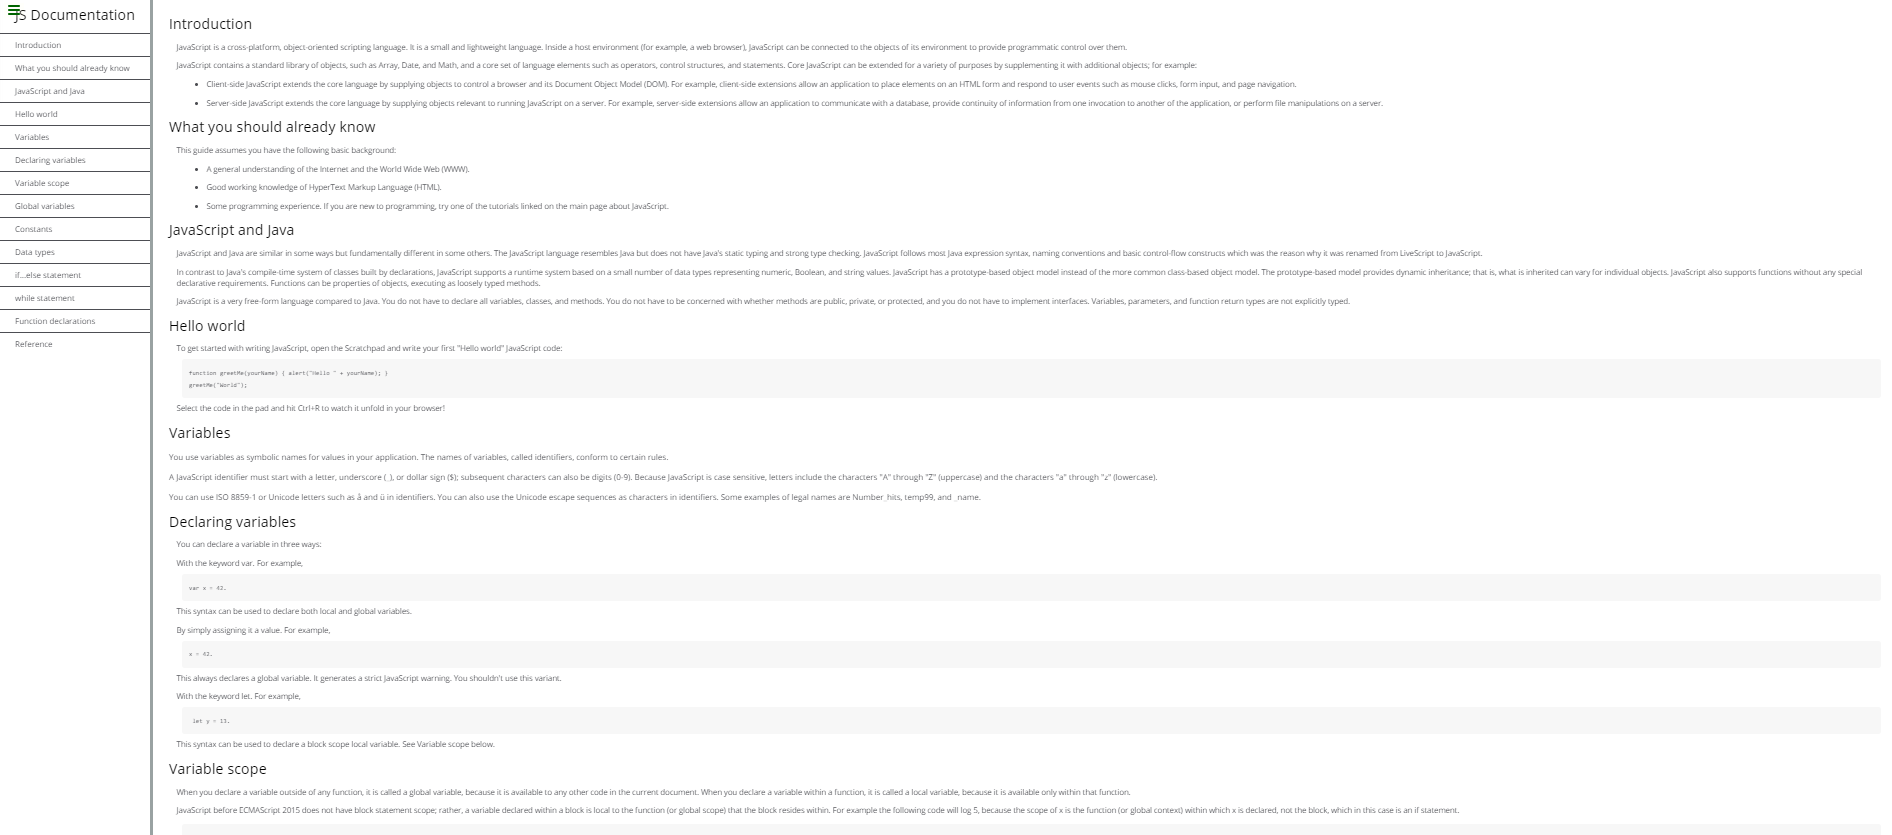 JS Documentation
Introduction
What you should already know
JavaScript and Java
Hello world
Variables
Declaring variables
Variable scope
Global variables
Constants
Data types
if...else statement
while statement
Function declarations
Reference
Introduction
JavaScript is a cross-platform, object-oriented scripting language. It is a small and lightweight language. Inside a host environment (for example, a web browser), JavaScript can be connected to the objects of its environment to provide programmatic control over them.
JavaScript contains a standard library of objects, such as Array, Date, and Math, and a core set of language elements such as operators, control structures, and statements. Core JavaScript can be extended for a variety of purposes by supplementing it with additional objects; for example:
• Client-side JavaScript extends the core language by supplying objects to control a browser and its Document Object Model (DOM). For example, client-side extensions allow an application to place elements on an HTML form and respond to user events such as mouse clicks, form input, and page navigation.
• Server-side JavaScript extends the core language by supplying objects relevant to running JavaScript on a server. For example, server-side extensions allow an application to communicate with a database, provide continuity of information from one invocation to another of the application, or perform file manipulations on a server.
What you should already know
This guide assumes you have the following basic background:
• A general understanding of the Internet and the World Wide Web (WWW).
• Good working knowledge of HyperText Markup Language (HTML).
• Some programming experience. If you are new to programming, try one of the tutorials linked on the main page about JavaScript.
JavaScript and Java
JavaScript and Java are similar in some ways but fundamentally different in some others. The JavaScript language resembles Java but does not have Java's static typing and strong type checking. JavaScript follows most Java expression syntax, naming conventions and basic control-flow constructs which was the reason why it was renamed from LiveScript to JavaScript.
In contrast to Java's compile-time system of classes built by declarations, JavaScript supports a runtime system based on a small number of data types representing numeric, Boolean, and string values. JavaScript has a prototype-based object model instead of the more common class-based object model. The prototype-based model provides dynamic inheritance; that is, what is inherited can vary for individual objects. JavaScript also supports functions without any special
declarative requirements. Functions can be properties of objects, executing as loosely typed methods.
JavaScript is a very free-form language compared to Java. You do not have to declare all variables, classes, and methods. You do not have to be concerned with whether methods are public, private, or protected, and you do not have to implement interfaces. Variables, parameters, and function return types are not explicitly typed.
Hello world
To get started with writing JavaScript, open the Scratchpad and write your first "Hello world" JavaScript code:
function greetMe(yourName) { alert("Hello " + yourName); }
greetMe("World");
Select the code in the pad and hit Ctrl+R to watch it unfold in your browser!
Variables
You use variables as symbolic names for values in your application. The names of variables, called identifiers, conform to certain rules.
A JavaScript identifier must start with a letter, underscore (_), or dollar sign ($); subsequent characters can also be digits (0-9). Because JavaScript is case sensitive, letters include the characters "A" through "Z" (uppercase) and the characters "a" through "z" (lowercase).
You can use ISO 8859-1 or Unicode letters such as å and ü in identifiers. You can also use the Unicode escape sequences as characters in identifiers. Some examples of legal names are Number_hits, temp99, and _name.
Declaring variables
You can declare a variable in three ways:
With the keyword var. For example,
var x = 42.
This syntax can be used to declare both local and global variables.
By simply assigning it a value. For example,
x = 42.
This always declares a global variable. It generates a strict JavaScript warning. You shouldn't use this variant.
With the keyword let. For example,
let y = 13.
This syntax can be used to declare a block scope local variable. See Variable scope below.
Variable scope
When you declare a variable outside of any function, it is called a global variable, because it is available to any other code in the current document. When you declare a variable within a function, it is called a local variable, because it is available only within that function.
JavaScript before ECMAScript 2015 does not have block statement scope; rather, a variable declared within a block is local to the function (or global scope) that the block resides within. For example the following code will log 5, because the scope of x is the function (or global context) within which x is declared, not the block, which in this case is an if statement.